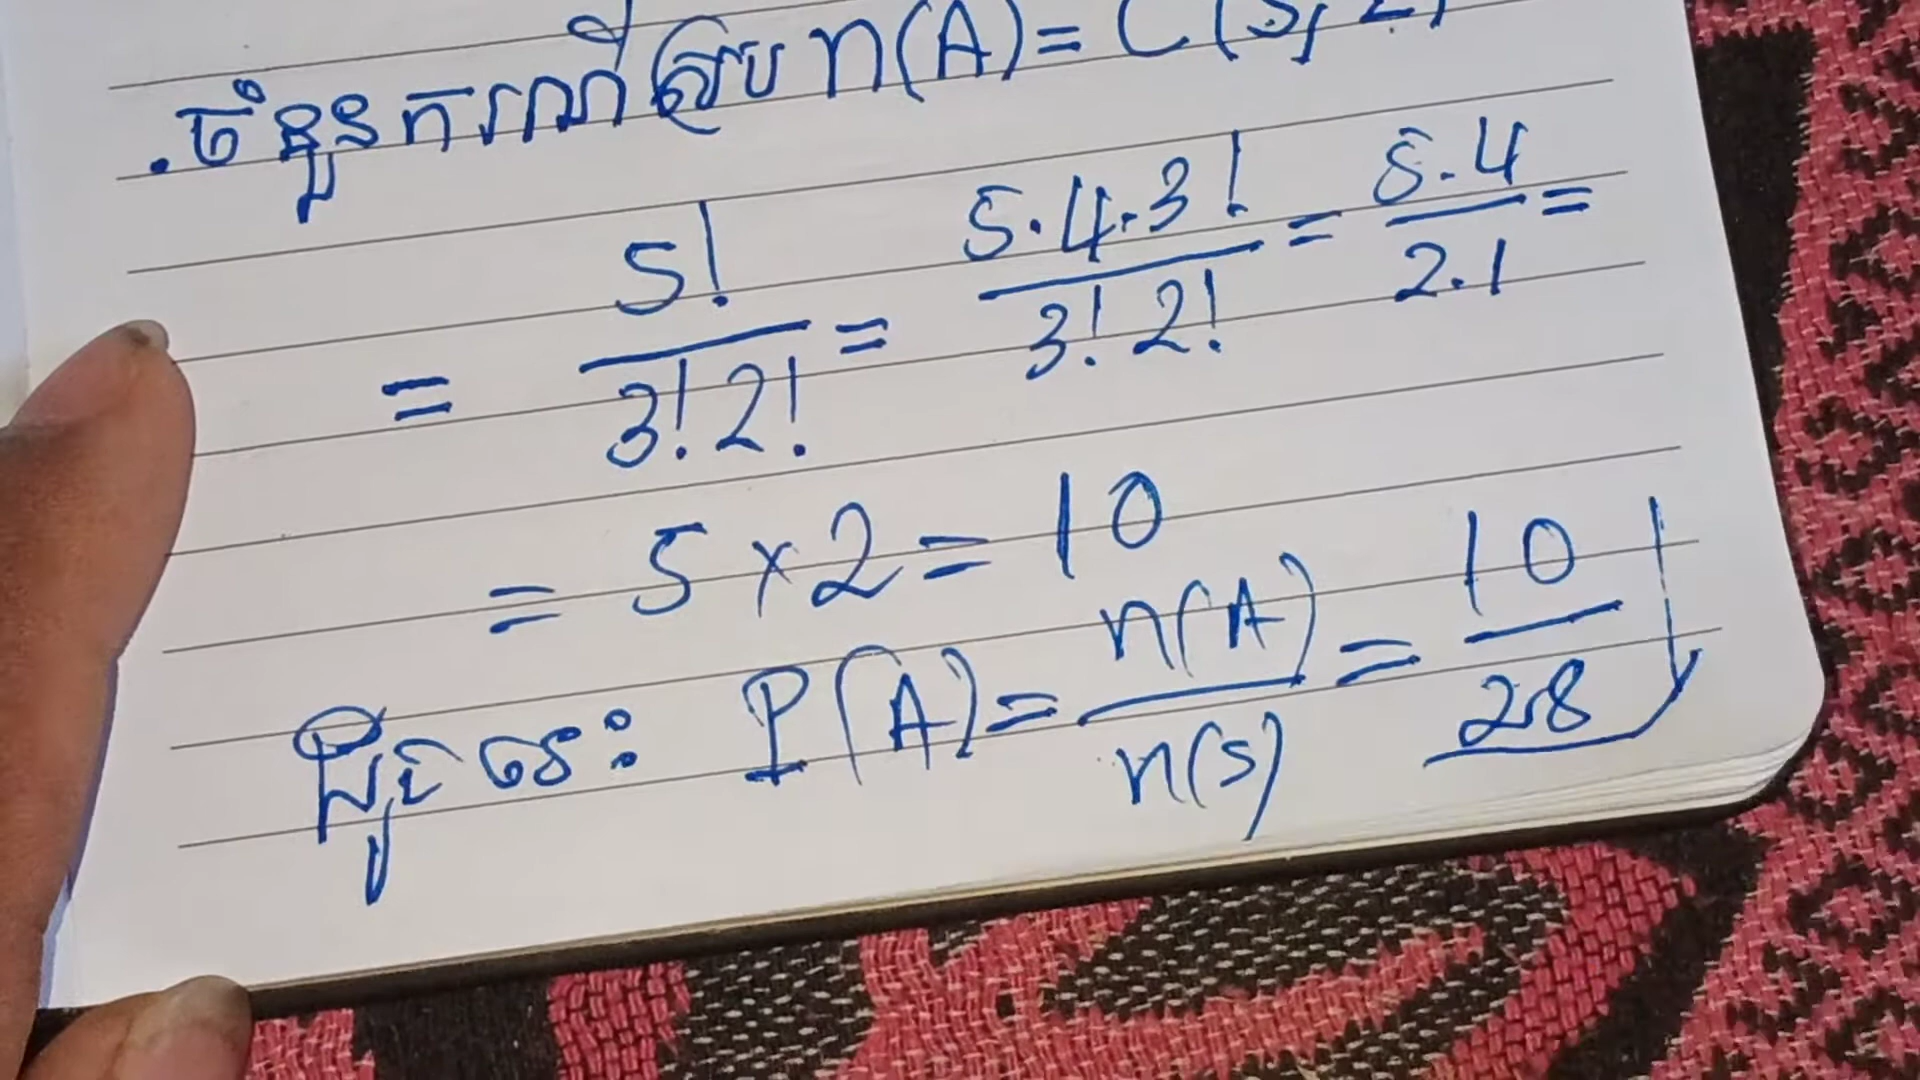 . ចំនួនករណីស្រប n(A) = C(5, 2)
= 5! / 3! 2! = 5.4.3! / 3! 2! = 5.4 / 2.1 =
= 5 × 2 = 10
ដូចនេះ P(A) = n(A) / n(S) = 10 / 28